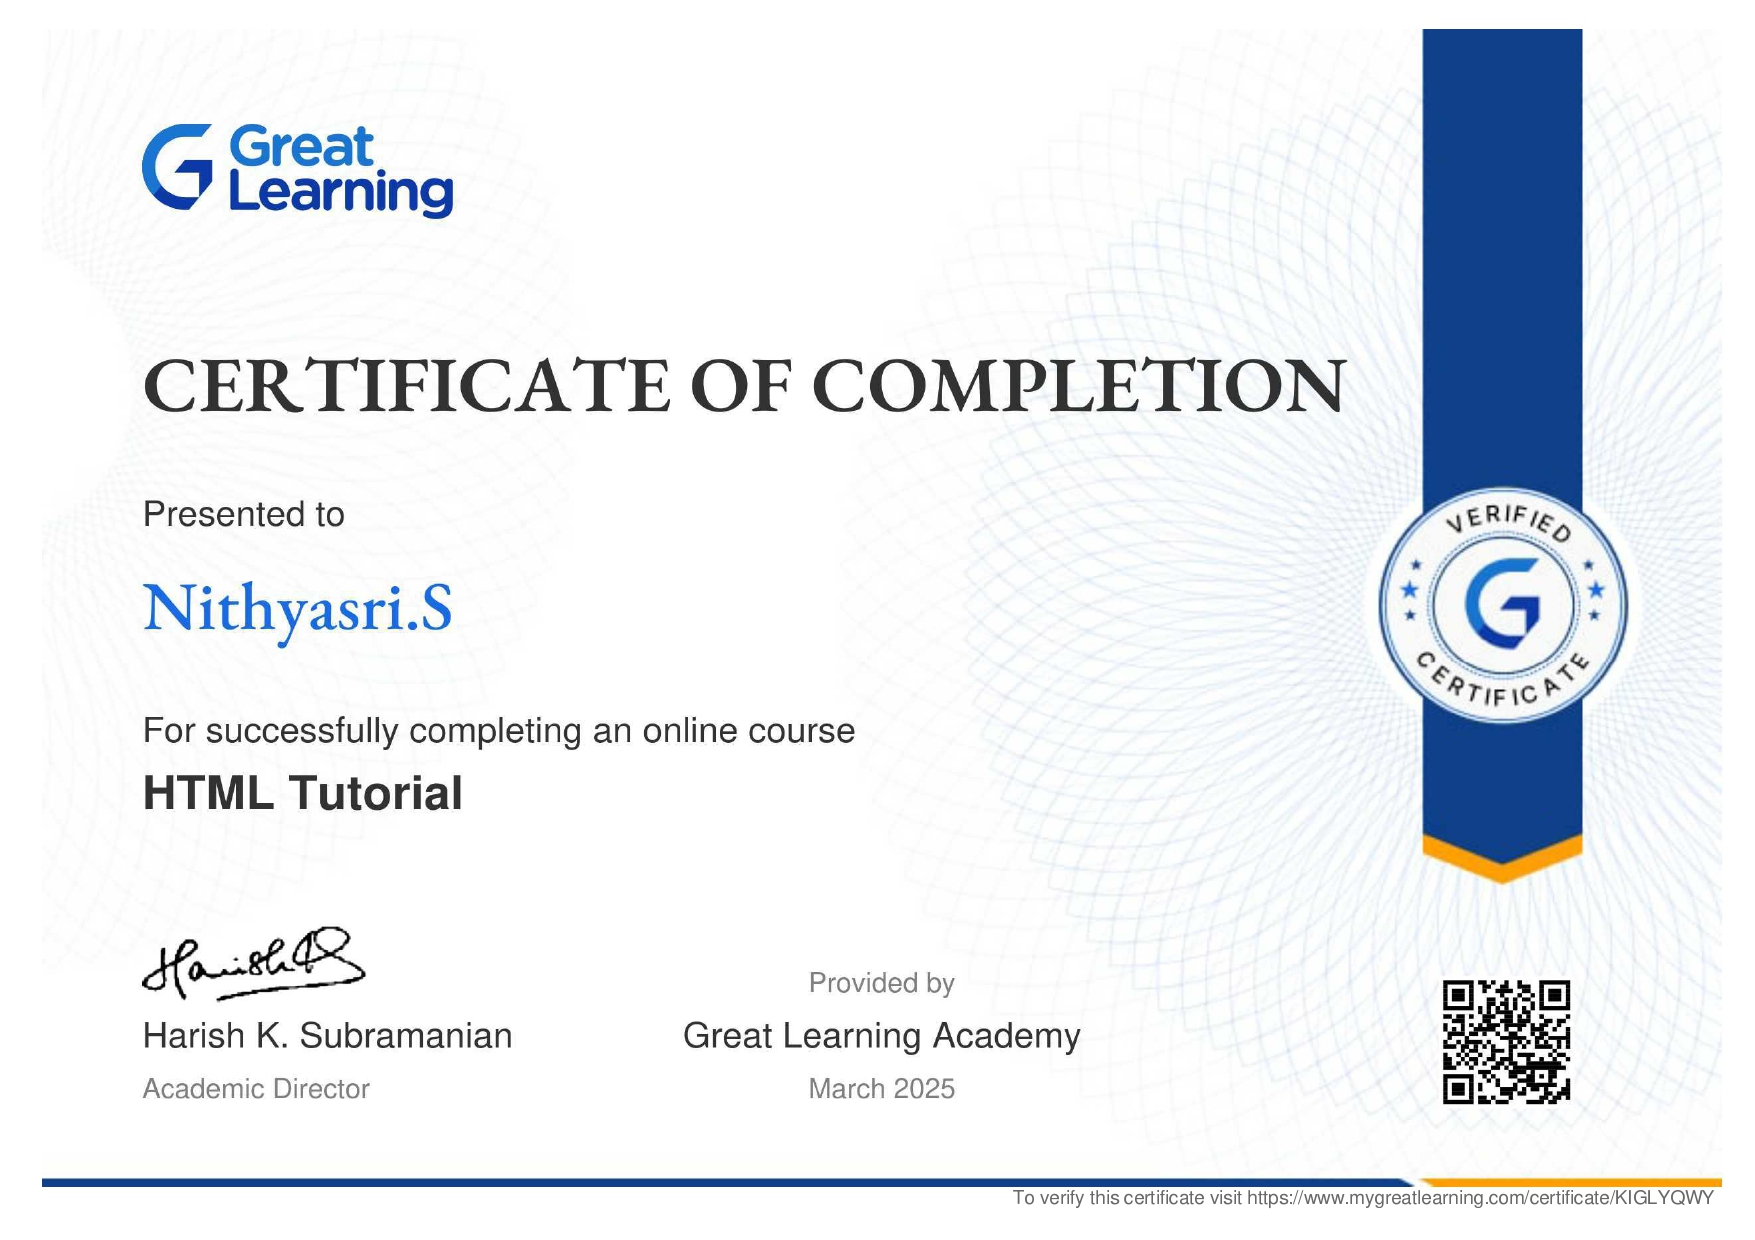 Great
Learning
CERTIFICATE OF COMPLETION
Presented to
Nithyasri.S
For successfully completing an online course
HTML Tutorial
VERIFIED
G
CERTIFICATE
HarishKS
Harish K. Subramanian
Academic Director
Provided by
Great Learning Academy
March 2025
To verify this certificate visit https://www.mygreatlearning.com/certificate/KIGLYQWY